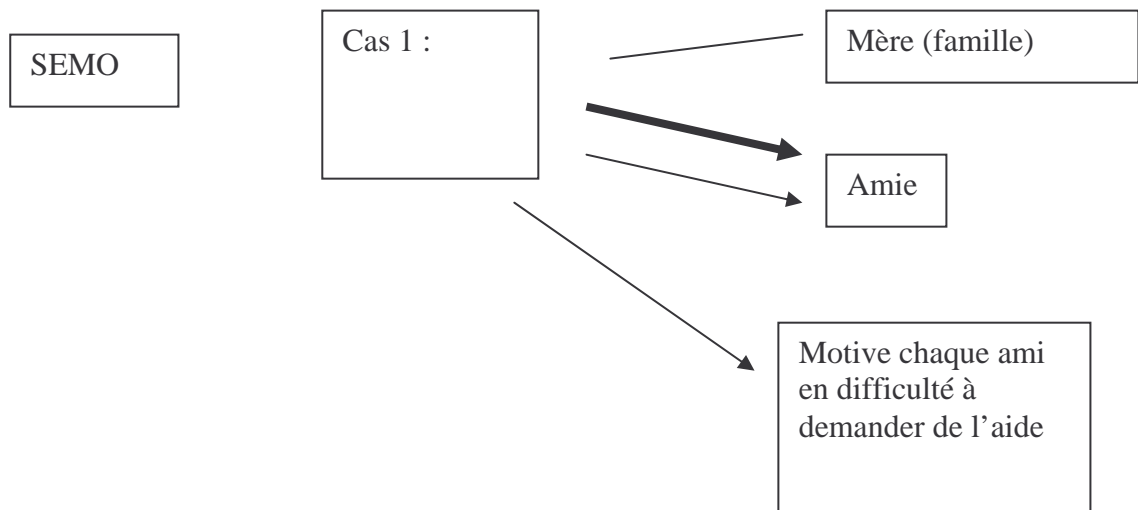 SEMO
Cas 1 :
Mère (famille)
Amie
Motive chaque ami
en difficulté à
demander de l’aide